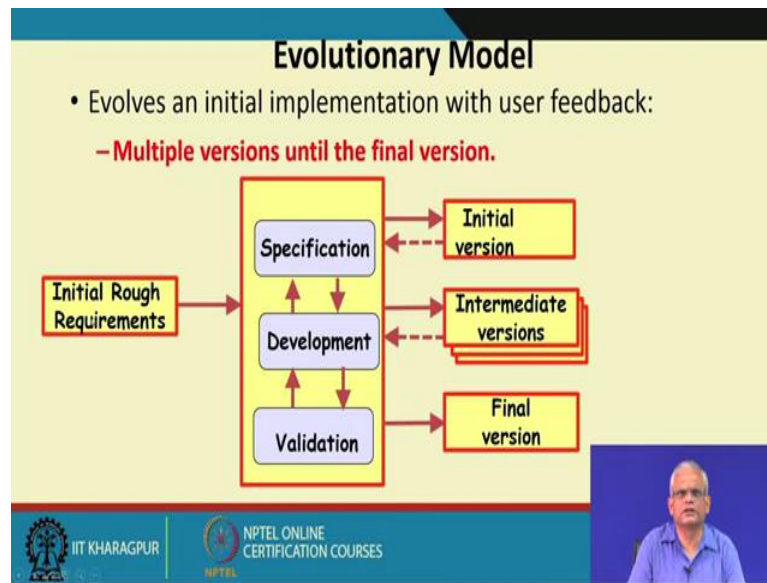 Evolutionary Model
• Evolves an initial implementation with user feedback:
– Multiple versions until the final version.
Initial Rough
Requirements
Specification
Development
Validation
Initial
version
Intermediate
versions
Final
version
IIT KHARAGPUR
NPTEL
NPTEL ONLINE
CERTIFICATION COURSES